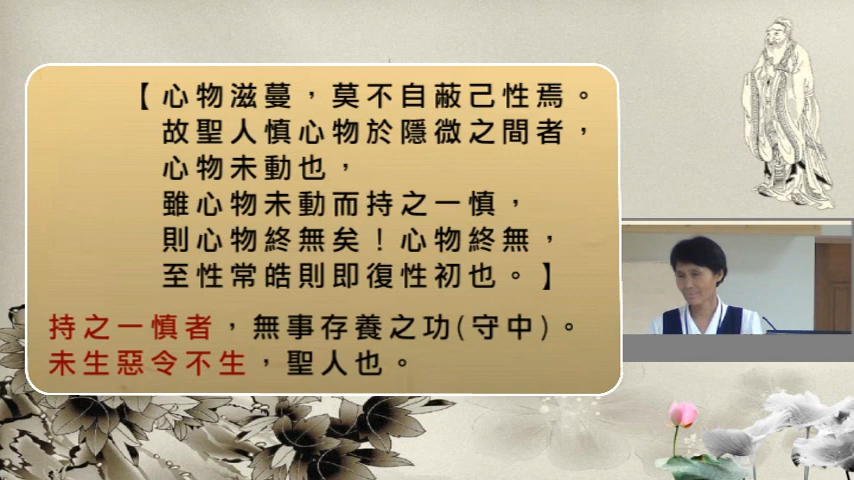 【心物滋蔓，莫不自蔽己性焉。
故聖人慎心物於隱微之間者，
心物未動也，
雖心物未動而持之一慎，
則心物終無矣！心物終無，
至性常皓則即復性初也。】
持之一慎者，無事存養之功(守中)。
未生惡令不生，聖人也。